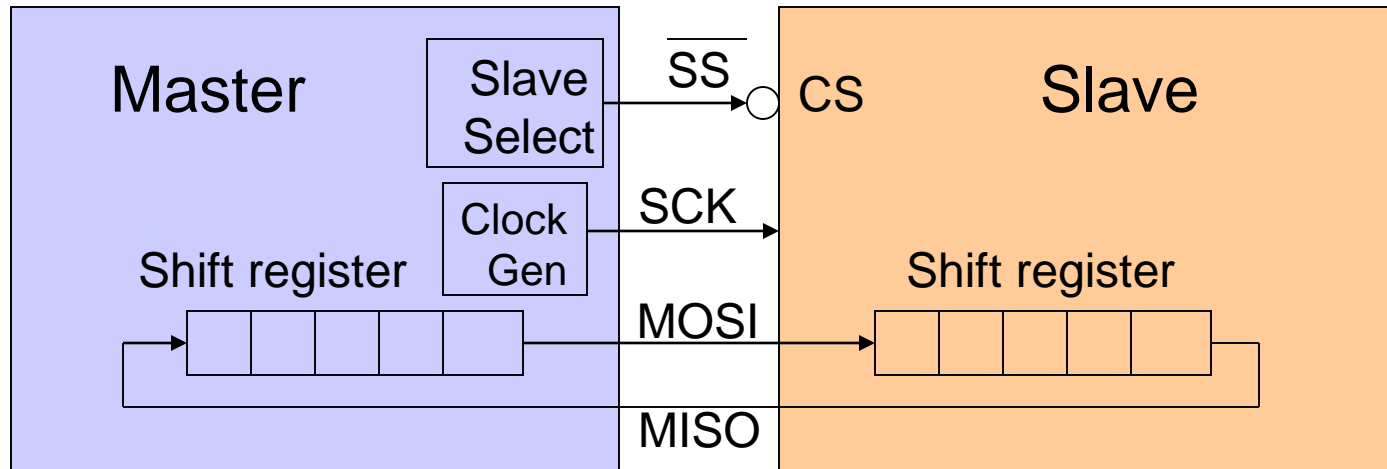 Master
Slave
Select
SS
CS
Slave
Clock
Gen
SCK
Shift register
Shift register
MOSI
MISO